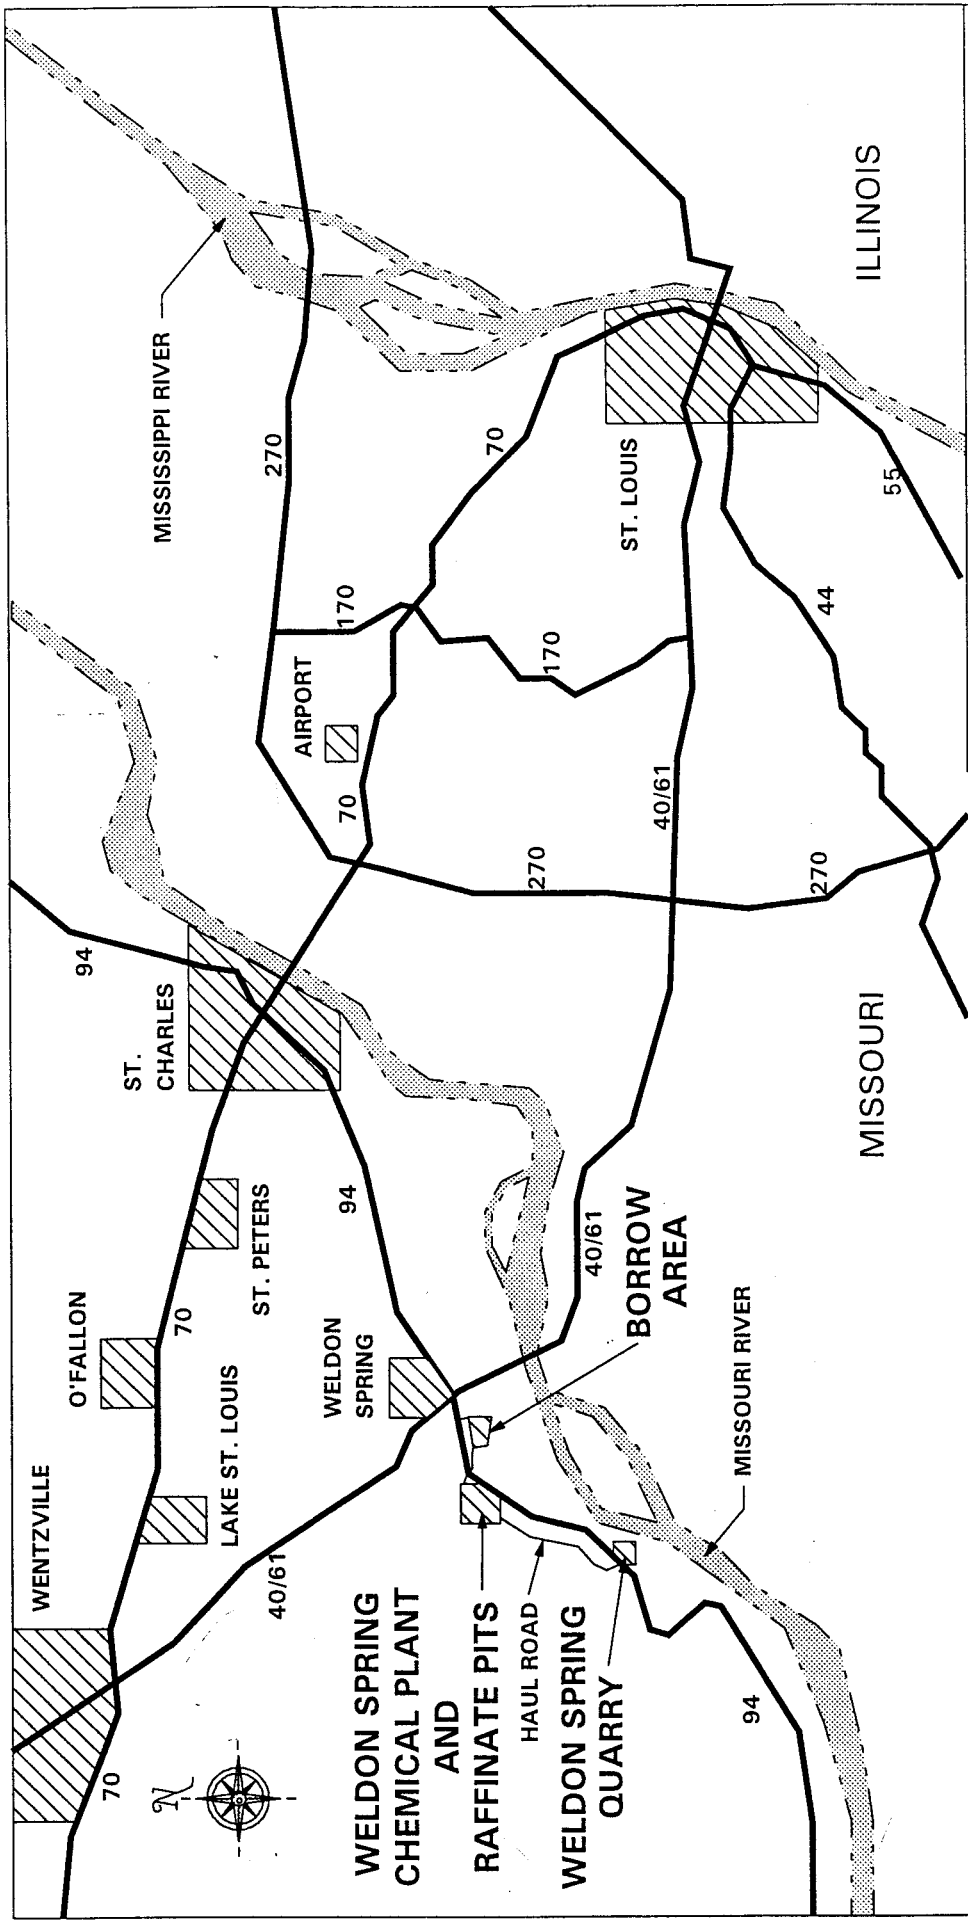 WENTZVILLE
O'FALLON
94
MISSISSIPPI RIVER
70
N
LAKE ST. LOUIS
70
ST. PETERS
ST.
CHARLES
40/61
270
AIRPORT
170
70
WELDON
SPRING
94
70
WELDON SPRING
CHEMICAL PLANT
AND
RAFFINATE PITS
HAUL ROAD
270
170
WELDON SPRING
QUARRY
40/61
BORROW
AREA
40/61
ST. LOUIS
MISSOURI RIVER
94
270
44
55
MISSOURI
ILLINOIS